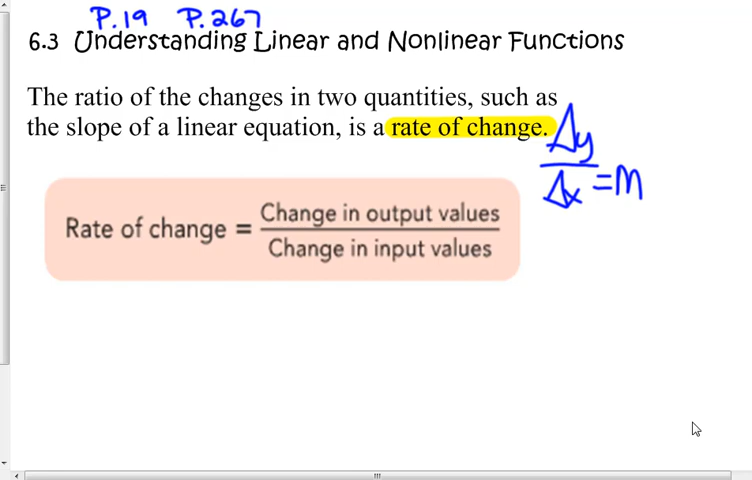 P.19 P.267
6.3 Understanding Linear and Nonlinear Functions
The ratio of the changes in two quantities, such as
the slope of a linear equation, is a rate of change.
Δy
Δx = m
Rate of change = Change in output values
Change in input values